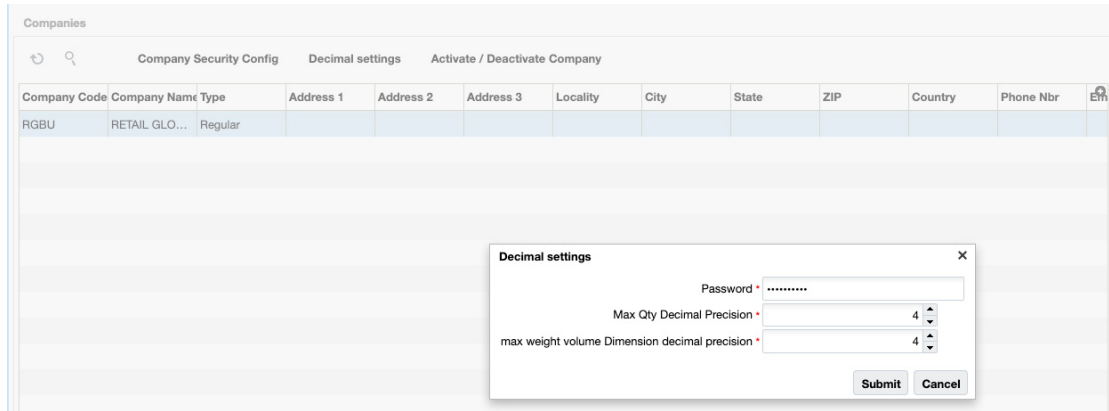 Companies
Company Security Config Decimal settings Activate / Deactivate Company
Company Code Company Name Type Address 1 Address 2 Address 3 Locality City State ZIP Country Phone Nbr Em
RGBU RETAIL GLO... Regular
Decimal settings ×
Password * ••••••••••
Max Qty Decimal Precision * 4
max weight volume Dimension decimal precision * 4
Submit Cancel